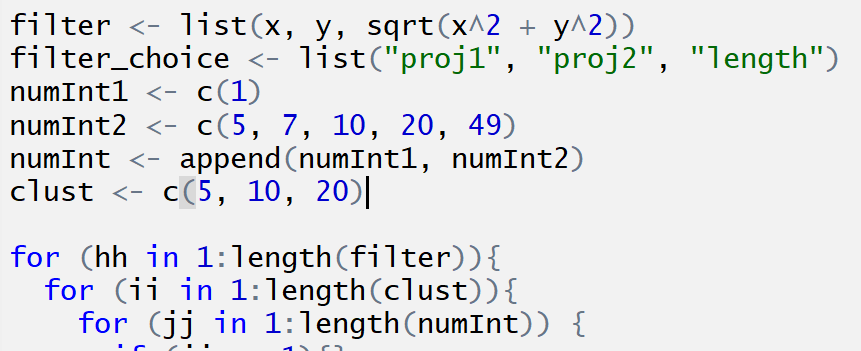 filter <- list(x, y, sqrt(x^2 + y^2))
filter_choice <- list("proj1", "proj2", "length")
numInt1 <- c(1)
numInt2 <- c(5, 7, 10, 20, 49)
numInt <- append(numInt1, numInt2)
clust <- c(5, 10, 20)
for (hh in 1:length(filter)){
for (ii in 1:length(clust)){
for (jj in 1:length(numInt)) {